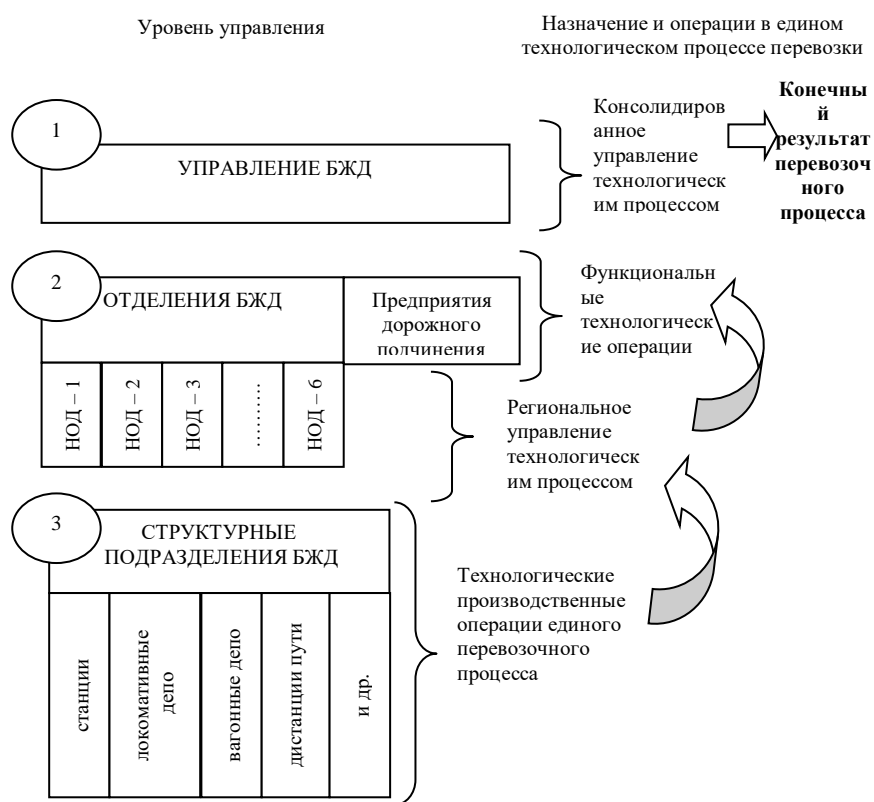 Уровень управления
Назначение и операции в едином
технологическом процессе перевозки
1
УПРАВЛЕНИЕ БЖД
Консолидиров
анное
управление
технологическ
им процессом
Конечны
й
результат
перевозоч
ного
процесса
2
ОТДЕЛЕНИЯ БЖД
Предприятия
дорожного
подчинения
Функциональн
ые
технологическ
ие операции
НОД – 1
НОД – 2
НОД – 3
..........
НОД – 6
Региональное
управление
технологическ
им процессом
3
СТРУКТУРНЫЕ
ПОДРАЗДЕЛЕНИЯ БЖД
станции
локомативные
депо
вагонные депо
дистанции пути
и др.
Технологические
производственные
операции единого
перевозочного
процесса